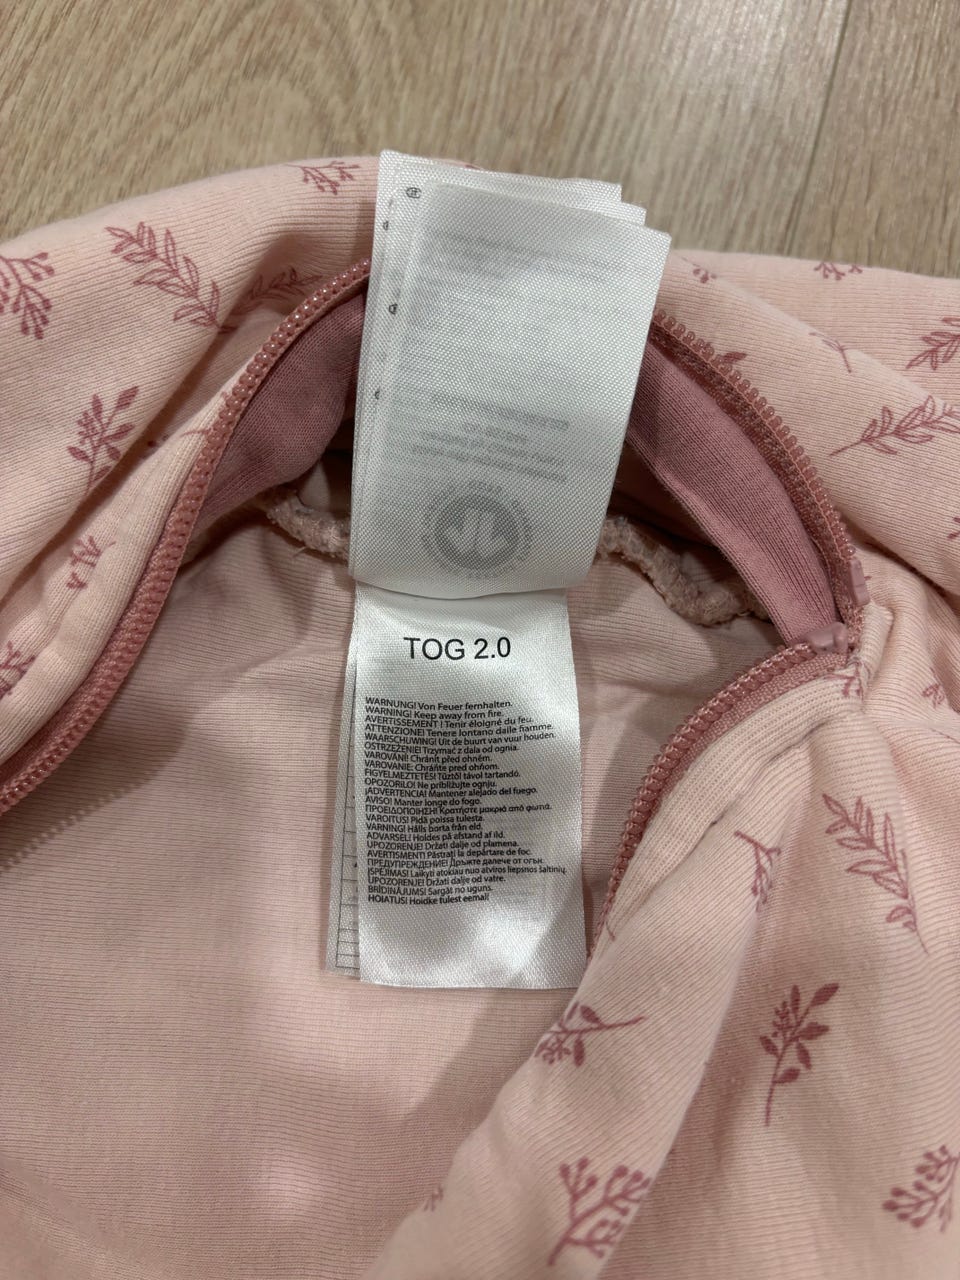 TOG 2.0
WARNUNG! Von Feuer fernhalten.
WARNING! Keep away from fire.
AVERTISSEMENT ! Tenir éloigné du feu.
ATTENZIONE! Tenere lontano dalle fiamme.
WAARSCHUWING! Uit de buurt van vuur houden.
OSTRZEŻENIE! Trzymać z dala od ognia.
VAROVÁNÍ! Chránit před ohněm.
VAROVANIE: Chráňte pred ohňom.
FIGYELMEZTETÉS! Tűztől távol tartandó.
OPOZORILO! Ne približujte ognju.
¡ADVERTENCIA! Mantener alejado del fuego.
AVISO! Manter longe do fogo.
ΠΡΟΕΙΔΟΠΟΙΗΣΗ! Κρατήστε μακριά από φωτιά.
VAROITUS! Pidä poissa tulesta.
VARNING! Hålls borta från eld.
ADVARSEL! Holdes på afstand af ild.
UPOZORENJE! Držati dalje od plamena.
AVERTISMENT! Păstrați la depărtare de foc.
ПРЕДУПРЕЖДЕНИЕ! Дръжте далече от огън.
ĮSPĖJIMAS! Laikyti atokiau nuo atviros liepsnos šaltinių.
UPOZORENJE! Držati dalje od vatre.
BRĪDINĀJUMS! Sargāt no uguns.
HOIATUS! Hoidke tulest eemal!